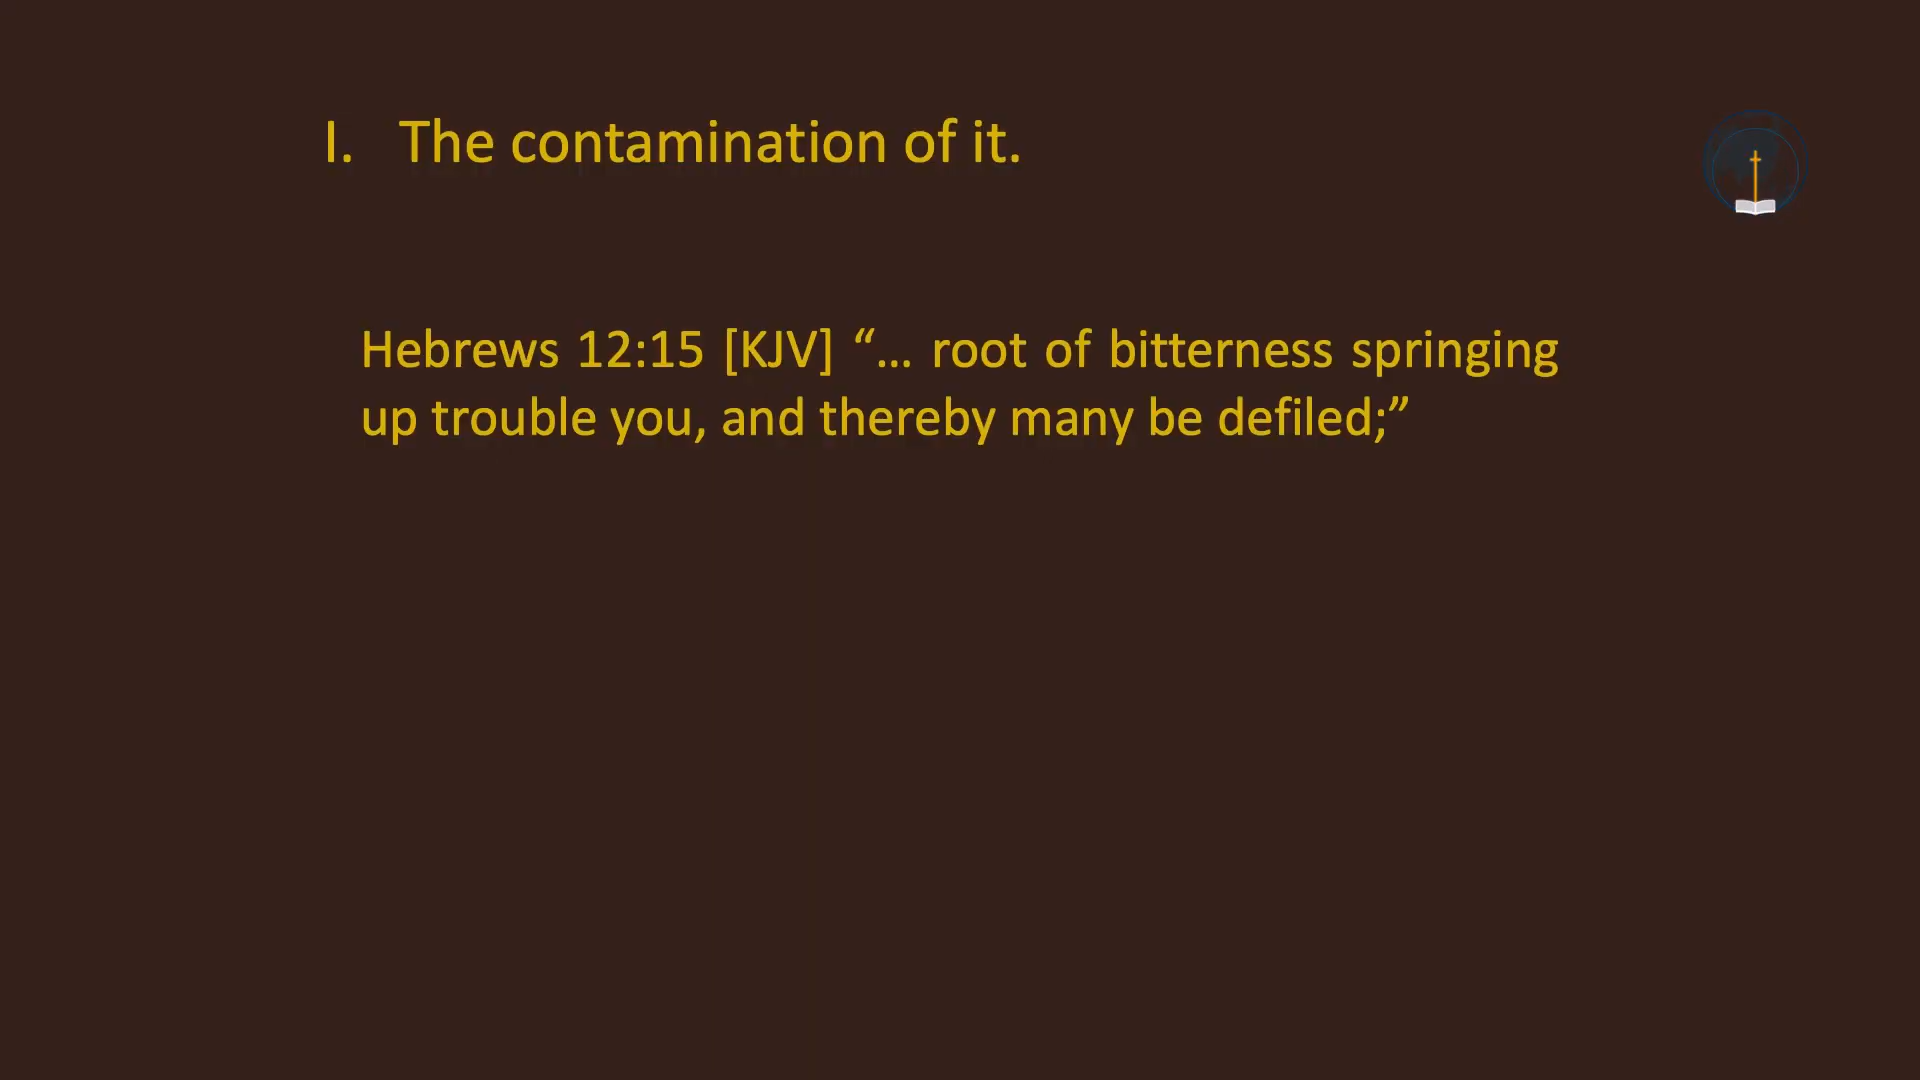 I. The contamination of it.
Hebrews 12:15 [KJV] “… root of bitterness springing
up trouble you, and thereby many be defiled;”